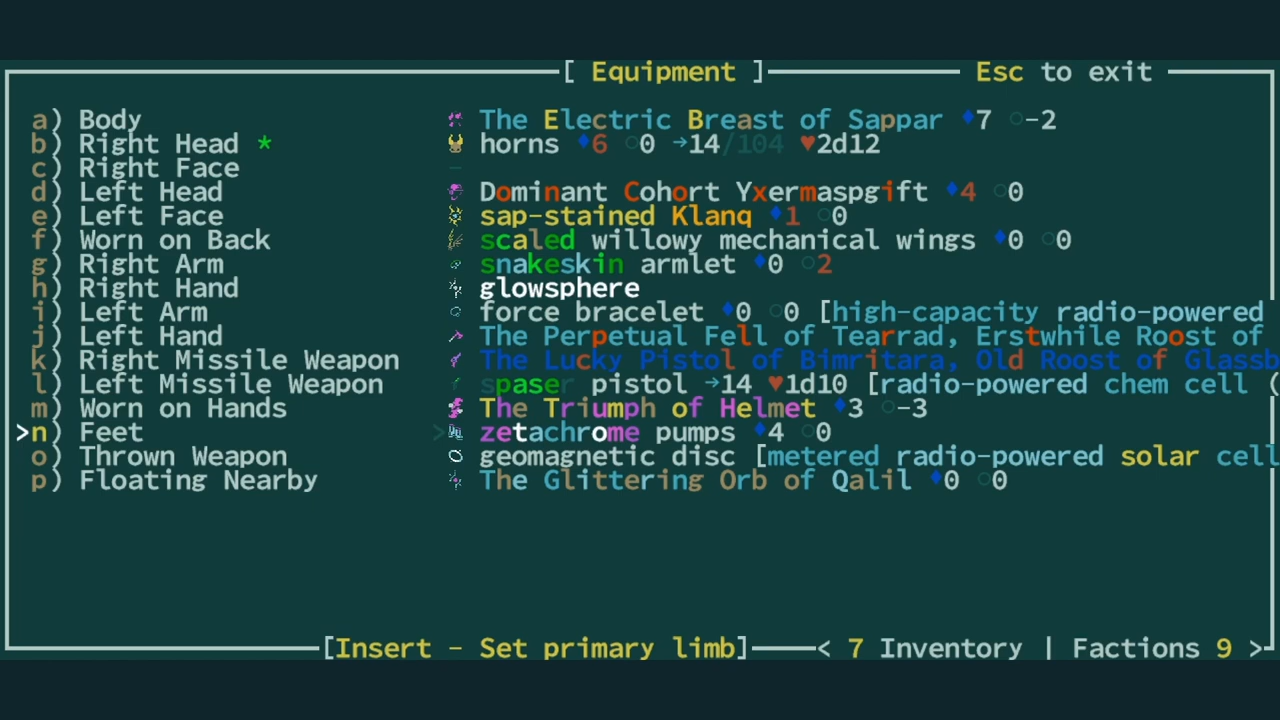 [ Equipment ] Esc to exit
a) Body The Electric Breast of Sappar ♦7 ○-2
b) Right Head * horns ♦6 ○0 →14/104 ♥2d12
c) Right Face -
d) Left Head Dominant Cohort Yxermaspgift ♦4 ○0
e) Left Face sap-stained Klanq ♦1 ○0
f) Worn on Back scaled willowy mechanical wings ♦0 ○0
g) Right Arm snakeskin armlet ♦0 ○2
h) Right Hand glowsphere
i) Left Arm force bracelet ♦0 ○0 [high-capacity radio-powered
j) Left Hand The Perpetual Fell of Tearrad, Erstwhile Roost of
k) Right Missile Weapon The Lucky Pistol of Bimritara, Old Roost of Glassb
l) Left Missile Weapon spaser pistol →14 ♥1d10 [radio-powered chem cell (
m) Worn on Hands The Triumph of Helmet ♦3 ○-3
>n) Feet > zetachrome pumps ♦4 ○0
o) Thrown Weapon geomagnetic disc [metered radio-powered solar cell
p) Floating Nearby The Glittering Orb of Qalil ♦0 ○0
[Insert - Set primary limb] < 7 Inventory | Factions 9 >